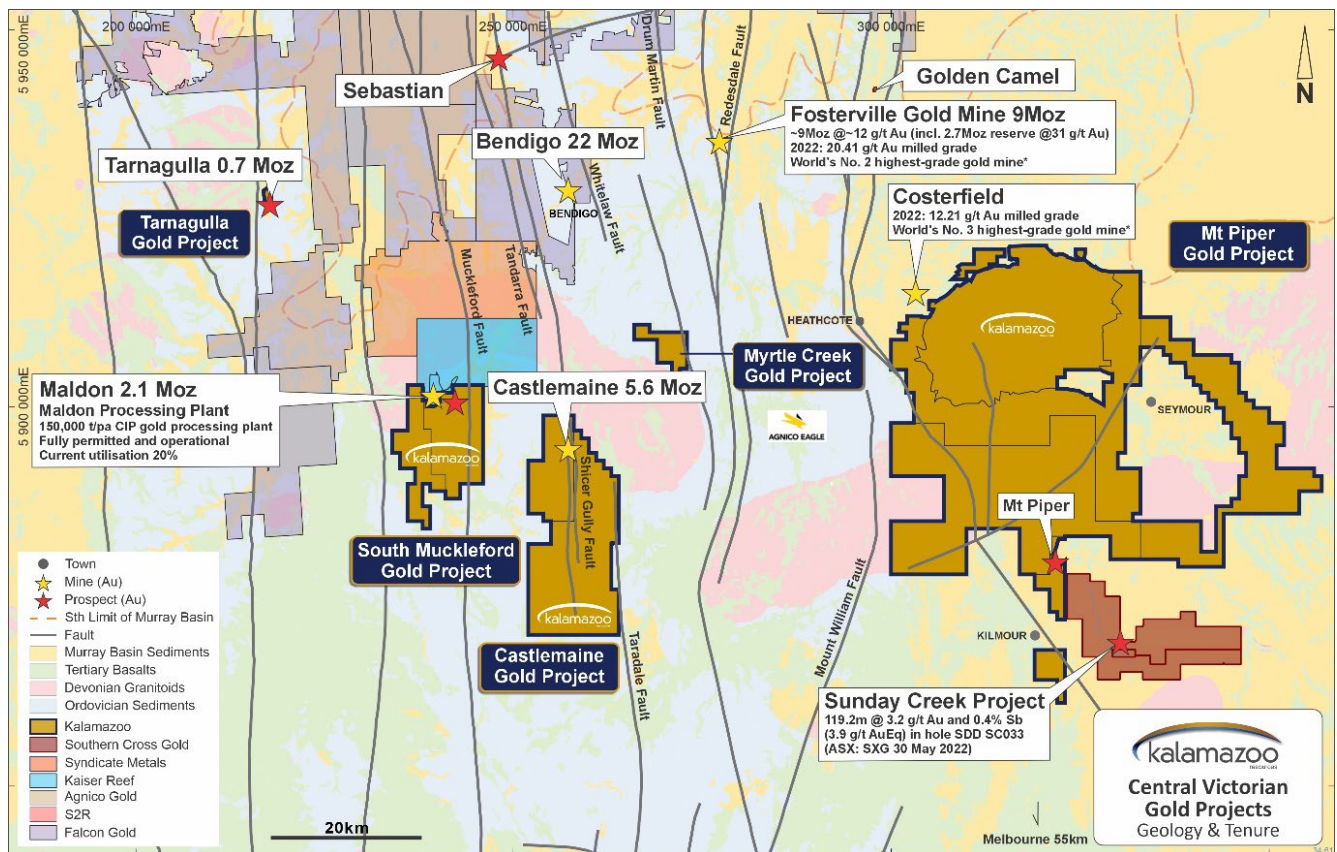 200 000mE
250 000mE
300 000mE
5 950 000mN
5 900 000mN
N
Drum Martin Fault
Redesdale Fault
Golden Camel
Sebastian
Fosterville Gold Mine 9Moz
~9Moz @~12 g/t Au (incl. 2.7Moz reserve @31 g/t Au)
2022: 20.41 g/t Au milled grade
World's No. 2 highest-grade gold mine*
Bendigo 22 Moz
BENDIGO
Whitelaw Fault
Tarnagulla 0.7 Moz
Tarnagulla
Gold Project
Costerfield
2022: 12.21 g/t Au milled grade
World's No. 3 highest-grade gold mine*
Mt Piper
Gold Project
Muckleford Fault
Tandarra Fault
HEATHCOTE
kalamazoo
Myrtle Creek
Gold Project
Maldon 2.1 Moz
Maldon Processing Plant
150,000 t/pa CIP gold processing plant
Fully permitted and operational
Current utilisation 20%
Castlemaine 5.6 Moz
AGNICO EAGLE
SEYMOUR
kalamazoo
Shicer Gully Fault
Mt Piper
South Muckleford
Gold Project
kalamazoo
Castlemaine
Gold Project
Taradale Fault
Mount William Fault
KILMOUR
Sunday Creek Project
119.2m @ 3.2 g/t Au and 0.4% Sb
(3.9 g/t AuEq) in hole SDD SC033
(ASX: SXG 30 May 2022)
Town
Mine (Au)
Prospect (Au)
Sth Limit of Murray Basin
Fault
Murray Basin Sediments
Tertiary Basalts
Devonian Granitoids
Ordovician Sediments
Kalamazoo
Southern Cross Gold
Syndicate Metals
Kaiser Reef
Agnico Gold
S2R
Falcon Gold
20km
Melbourne 55km
kalamazoo
RESOURCES
Central Victorian
Gold Projects
Geology & Tenure